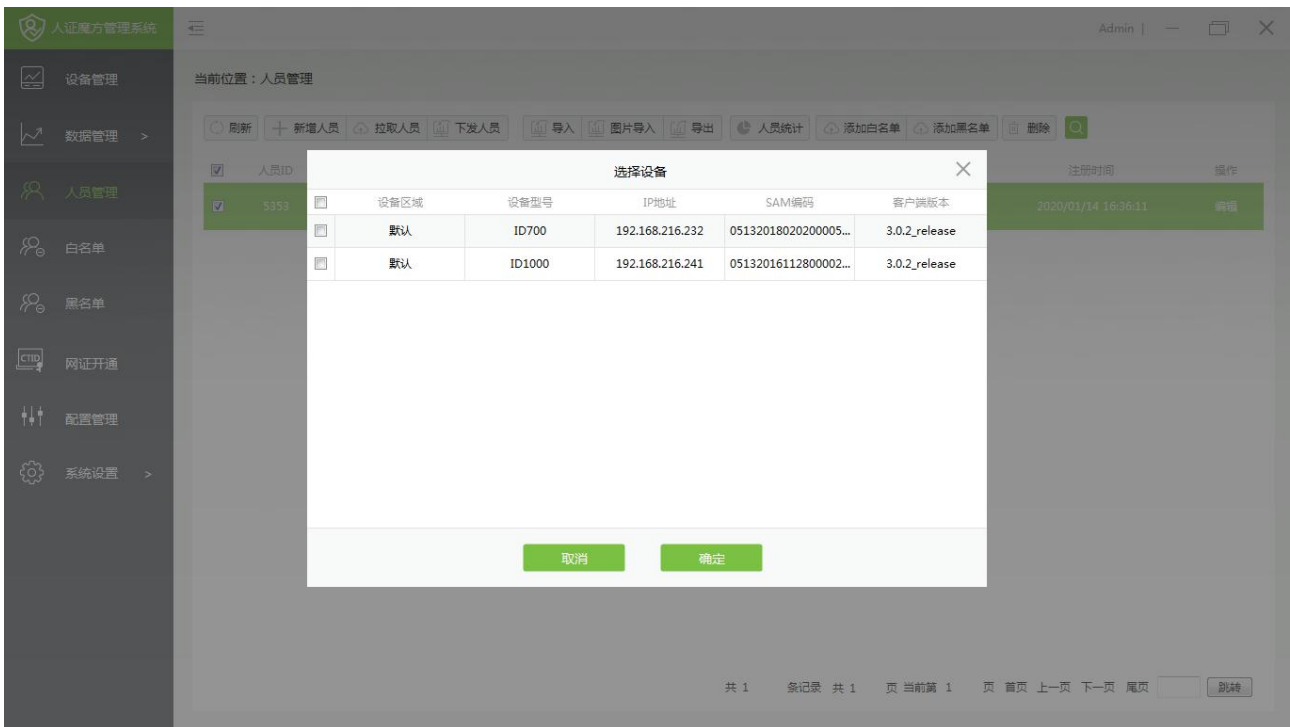 人证魔方管理系统
Admin |
设备管理
数据管理 >
人员管理
白名单
黑名单
CTID 网证开通
配置管理
系统设置 >
当前位置：人员管理
刷新 新增人员 拉取人员 下发人员 导入 图片导入 导出 人员统计 添加白名单 添加黑名单 删除
人员ID 注册时间 操作
5353 2020/01/14 16:36:11 编辑
选择设备
设备区域 设备型号 IP地址 SAM编码 客户端版本
默认 ID700 192.168.216.232 05132018020200005... 3.0.2_release
默认 ID1000 192.168.216.241 05132016112800002... 3.0.2_release
取消 确定
共 1 条记录 共 1 页 当前第 1 页 首页 上一页 下一页 尾页 跳转